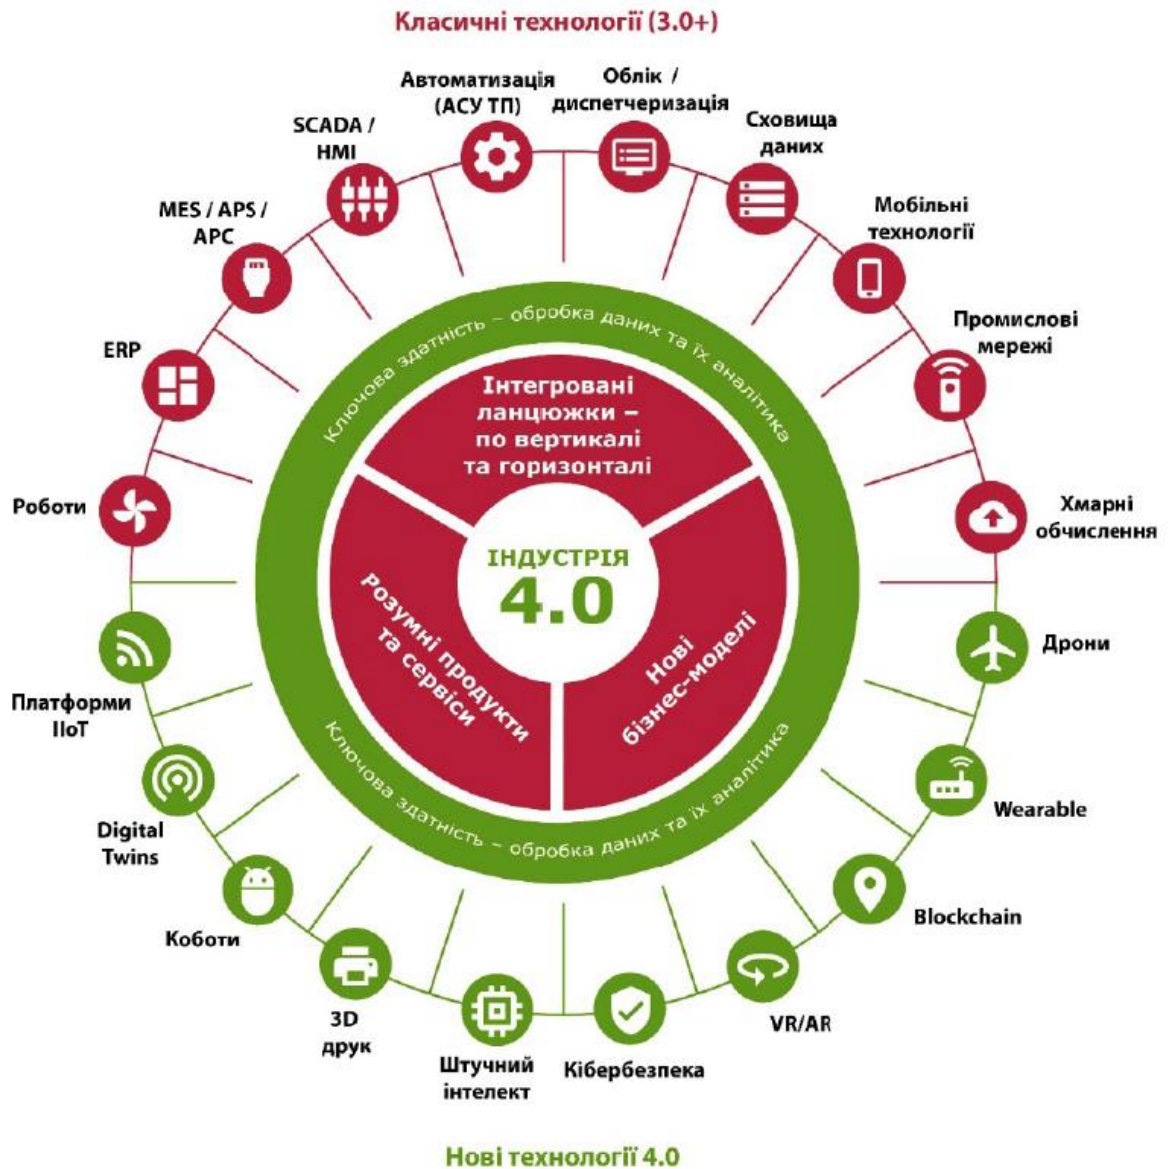 Класичні технології (3.0+)
Автоматизація
(АСУ ТП)
Облік /
диспетчеризація
SCADA /
HMI
Сховища
даних
MES / APS /
APC
Мобільні
технології
ERP
Промислові
мережі
Роботи
Хмарні
обчислення
Ключова здатність – обробка даних та їх аналітика
Інтегровані
ланцюжки –
по вертикалі
та горизонталі
ІНДУСТРІЯ
4.0
Розумні продукти
та сервіси
Нові
бізнес-моделі
Ключова здатність – обробка даних та їх аналітика
Платформи
IIoT
Дрони
Digital
Twins
Wearable
Коботи
Blockchain
3D
друк
VR/AR
Штучний
інтелект
Кібербезпека
Нові технології 4.0